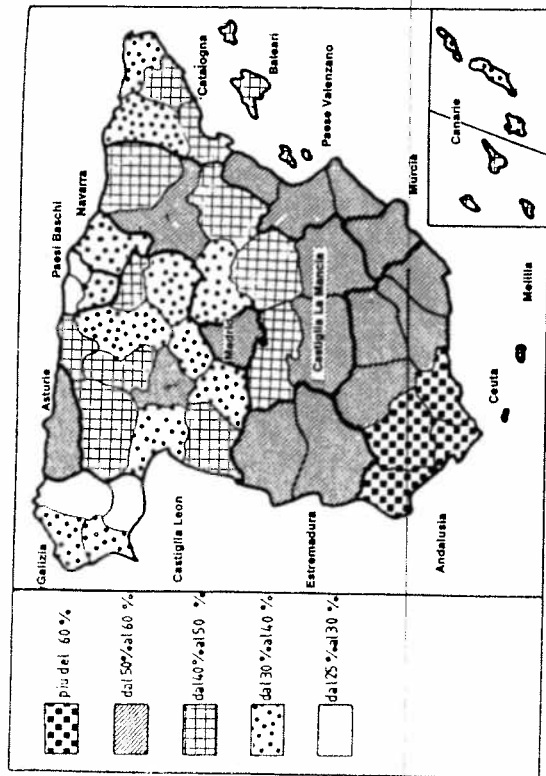 più del 60 %
dal 50% al 60 %
dal 40% al 50 %
dal 30 % al 40 %
dal 25 % al 30 %
Galizia
Asturie
Paesi Baschi
Navarra
Catalogna
Baleari
Paese Valenzano
Castiglia Leon
Madrid
Castiglia La Mancia
Estremadura
Andalusia
Murcia
Ceuta
Melilla
Canarie